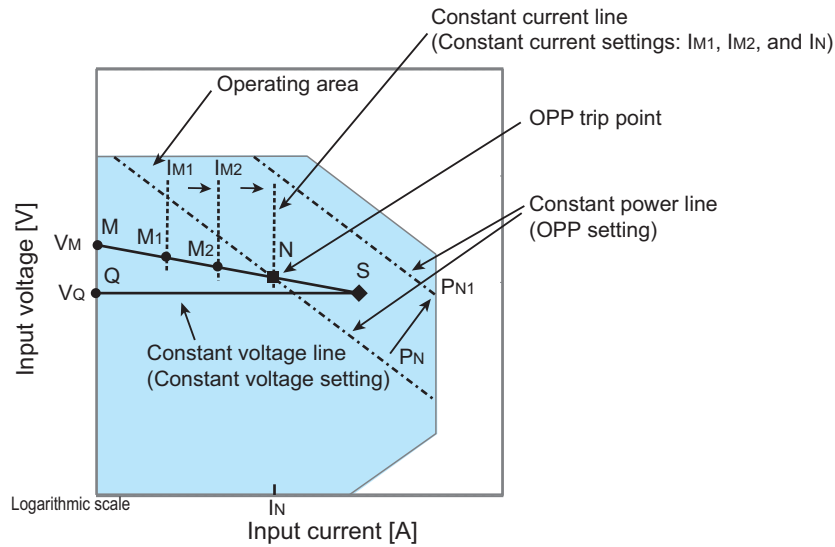 Constant current line
(Constant current settings: IM1, IM2, and IN)
Operating area
OPP trip point
IM1 IM2
Constant power line
(OPP setting)
Input voltage [V]
VM
M
M1
M2
N
S
VQ
Q
PN1
PN
Constant voltage line
(Constant voltage setting)
Logarithmic scale
IN
Input current [A]